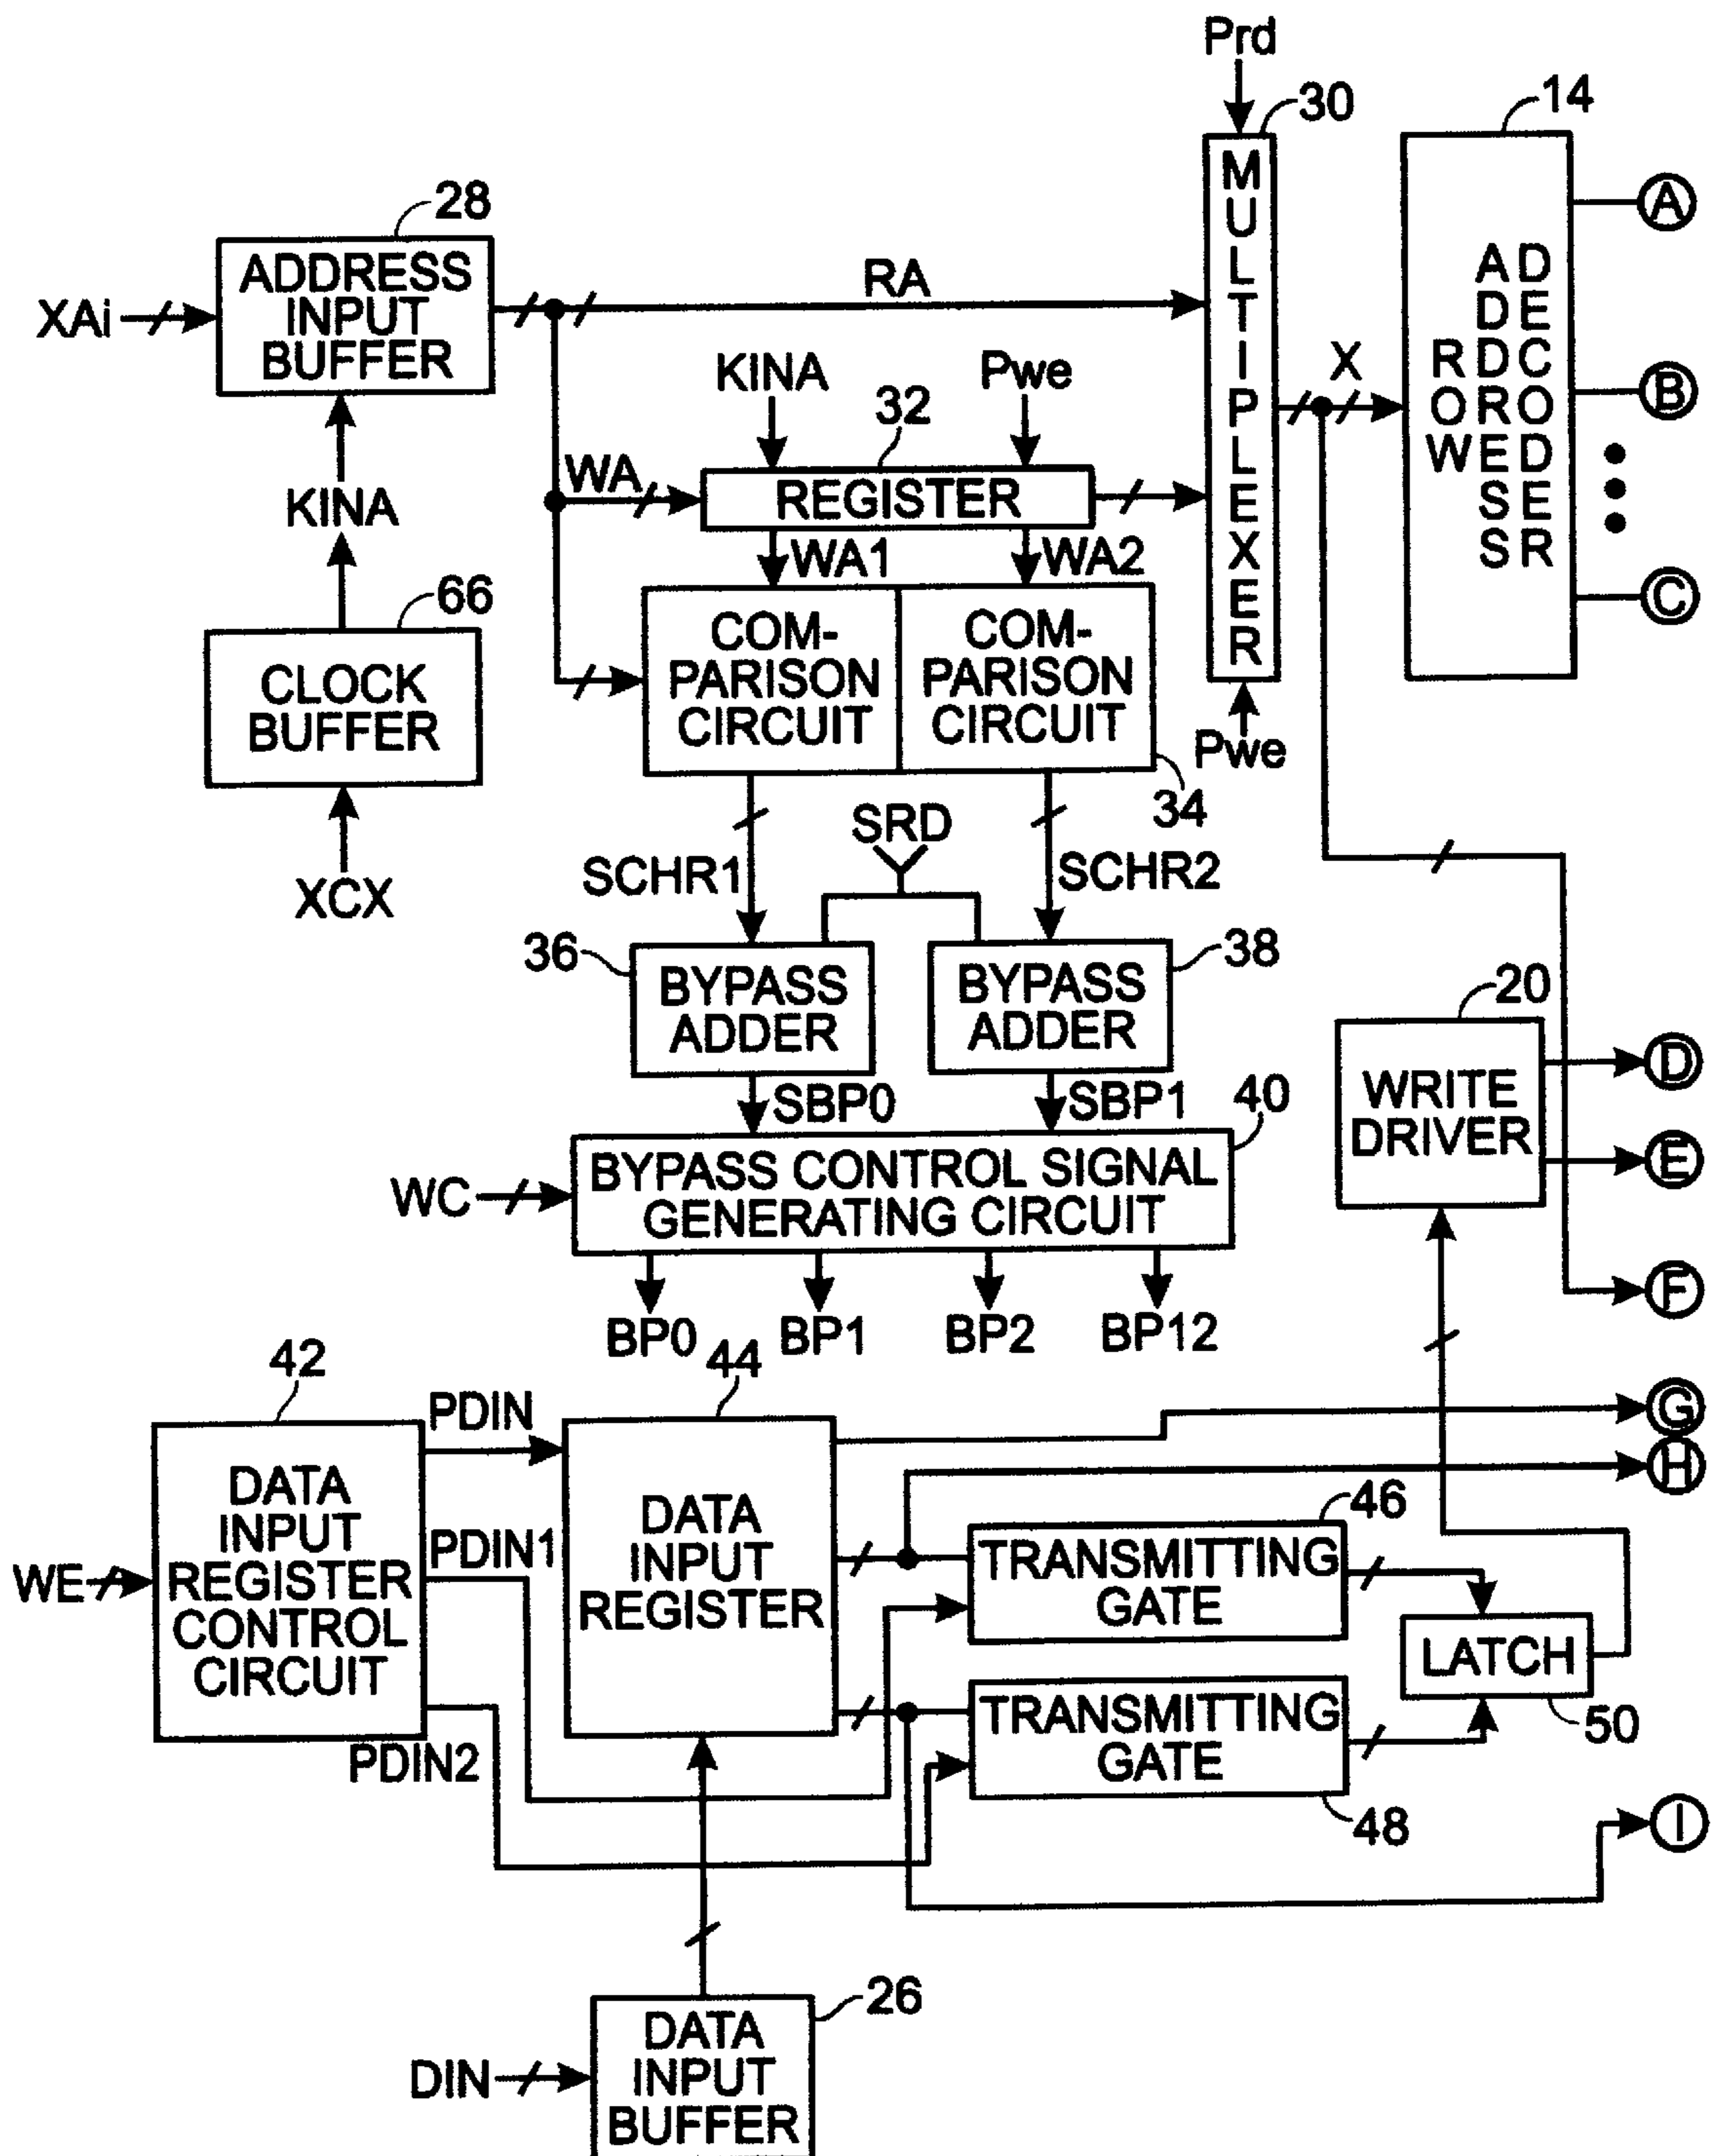 Prd
30
14
MULTIPLEXER
ROW
ADDRESS
DECODER
A
28
ADDRESS
INPUT
BUFFER
XAi
RA
KINA
Pwe
X
B
32
WA
REGISTER
KINA
WA1
WA2
C
66
CLOCK
BUFFER
COM-
PARISON
CIRCUIT
COM-
PARISON
CIRCUIT
Pwe
34
XCX
SRD
SCHR1
SCHR2
36
BYPASS
ADDER
38
BYPASS
ADDER
20
WRITE
DRIVER
D
E
SBP0
SBP1
40
WC
BYPASS CONTROL SIGNAL
GENERATING CIRCUIT
F
BP0
BP1
BP2
BP12
42
44
PDIN
G
H
DATA
INPUT
REGISTER
CONTROL
CIRCUIT
WE
PDIN1
DATA
INPUT
REGISTER
46
TRANSMITTING
GATE
LATCH
50
PDIN2
TRANSMITTING
GATE
48
I
26
DIN
DATA
INPUT
BUFFER